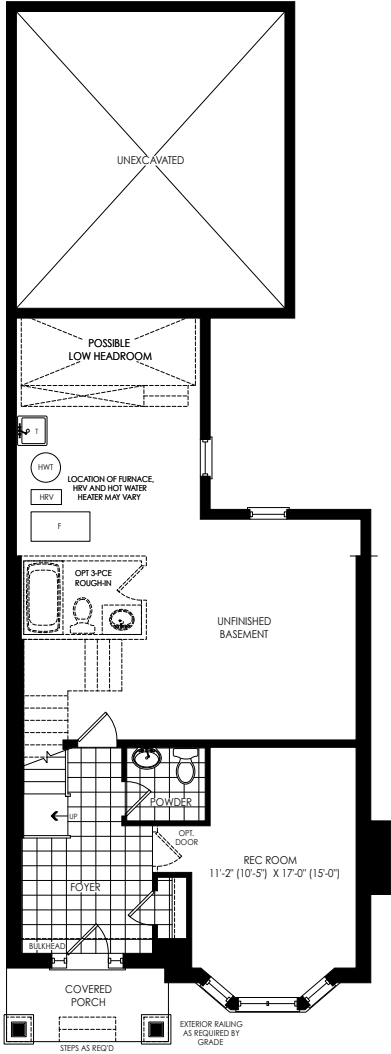 UNEXCAVATED
POSSIBLE
LOW HEADROOM
T
HWT
LOCATION OF FURNACE,
HRV AND HOT WATER
HEATER MAY VARY
HRV
F
OPT 3-PCE
ROUGH-IN
UNFINISHED
BASEMENT
POWDER
UP
OPT.
DOOR
REC ROOM
11'-2" (10'-5") X 17'-0" (15'-0")
FOYER
BULKHEAD
COVERED
PORCH
EXTERIOR RAILING
AS REQUIRED BY
GRADE
STEPS AS REQ'D